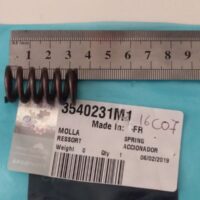 1 2 3 4 5 6 7 8 9
3540231M1
Made In: FR
16C07
MOLLA SPRING
RESSORT ACCIONADOR
Weight 0 Qty 1 06/02/2019